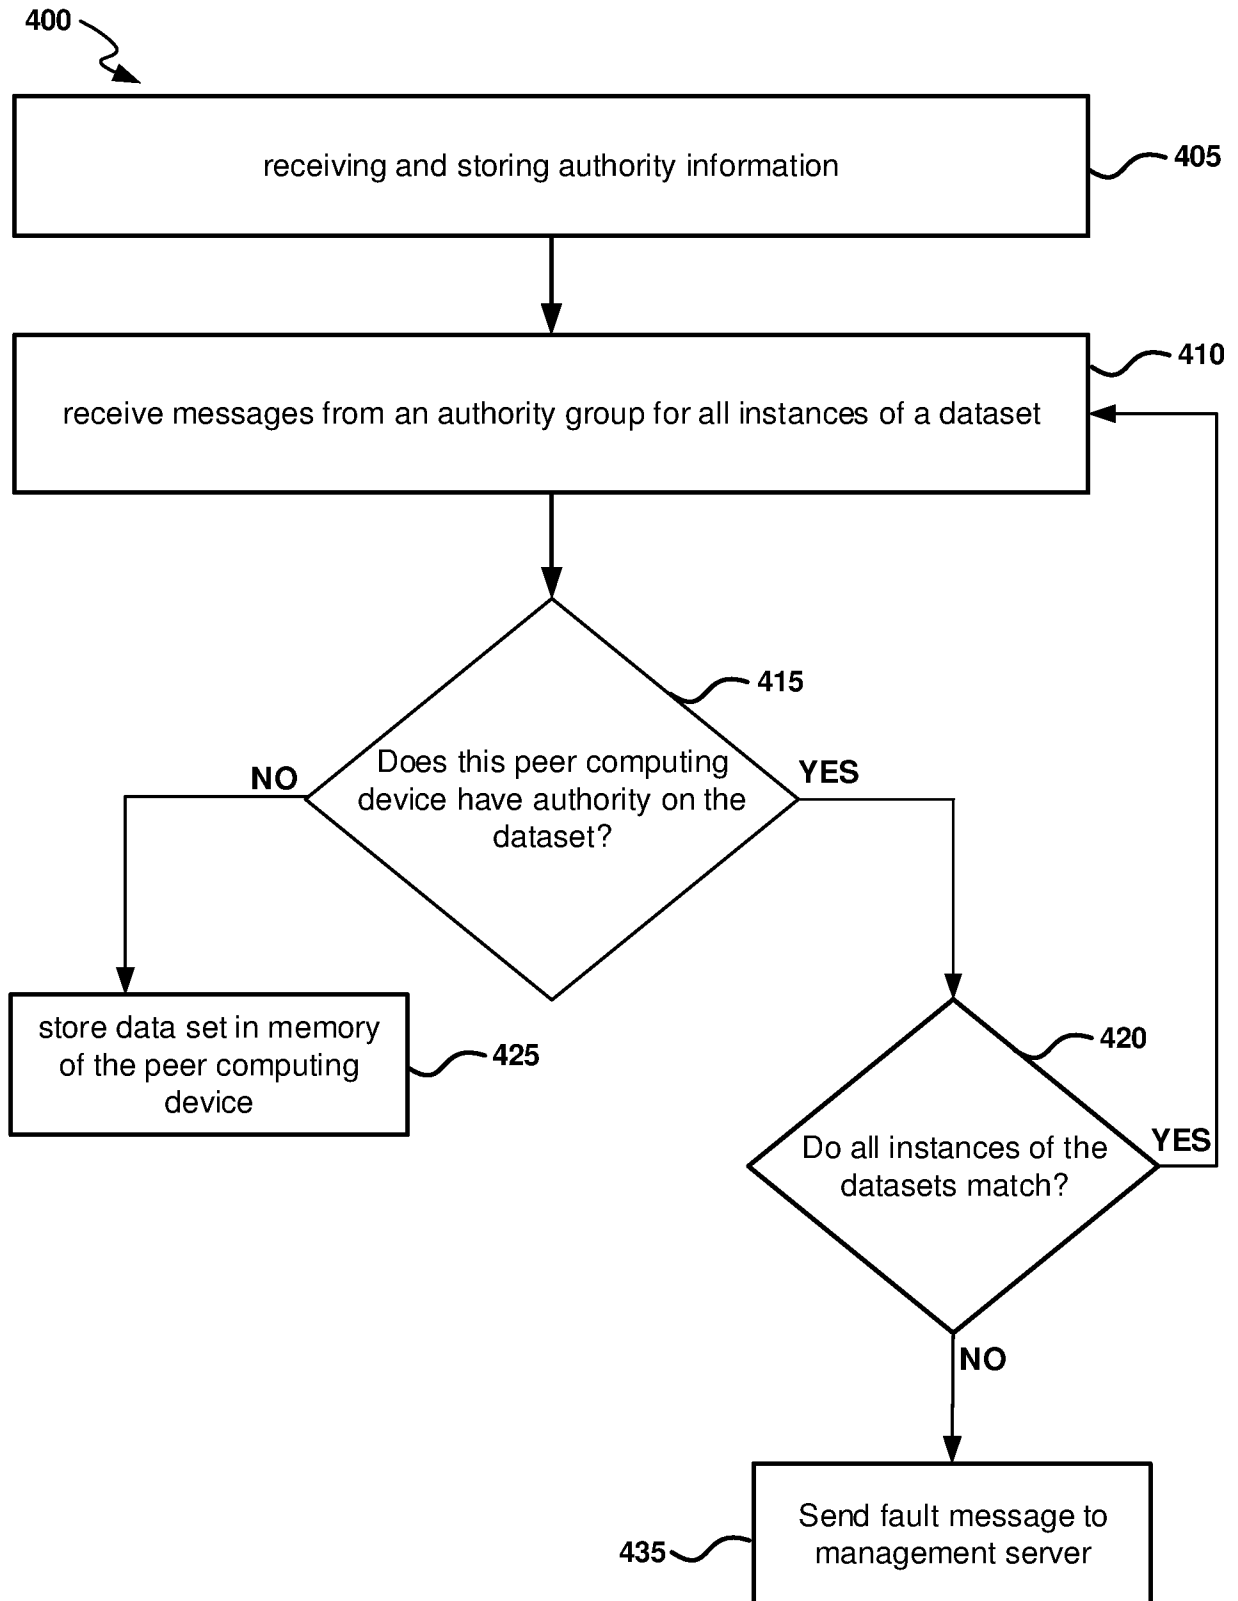 400
receiving and storing authority information
405
410
receive messages from an authority group for all instances of a dataset
415
Does this peer computing
device have authority on the
dataset?
NO
YES
store data set in memory
of the peer computing
device
425
420
Do all instances of the
datasets match?
YES
NO
Send fault message to
management server
435